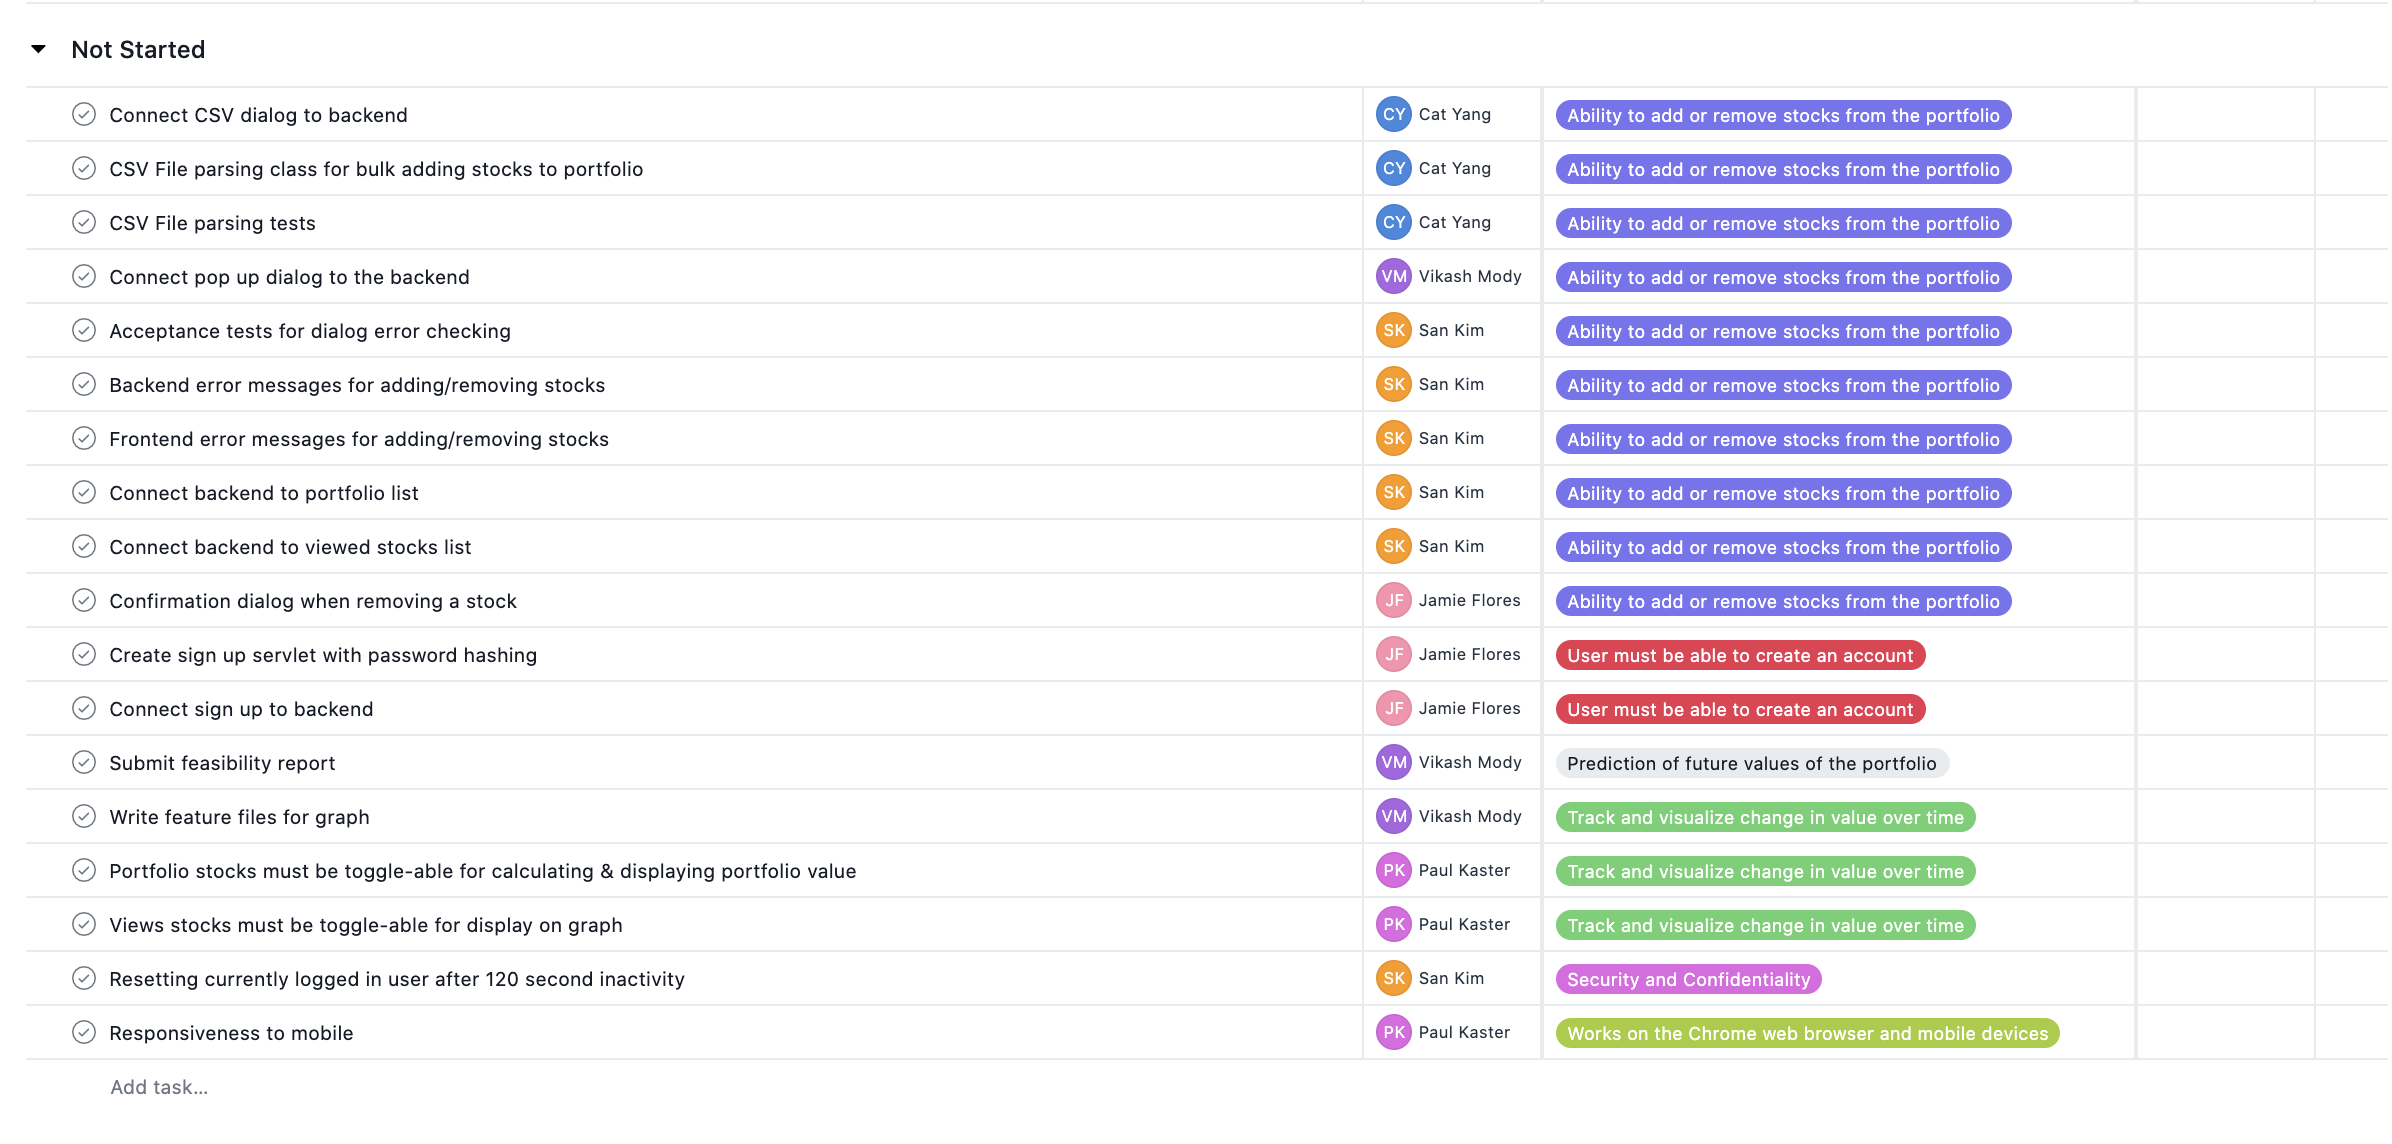 Not Started
Connect CSV dialog to backend CY Cat Yang Ability to add or remove stocks from the portfolio
CSV File parsing class for bulk adding stocks to portfolio CY Cat Yang Ability to add or remove stocks from the portfolio
CSV File parsing tests CY Cat Yang Ability to add or remove stocks from the portfolio
Connect pop up dialog to the backend VM Vikash Mody Ability to add or remove stocks from the portfolio
Acceptance tests for dialog error checking SK San Kim Ability to add or remove stocks from the portfolio
Backend error messages for adding/removing stocks SK San Kim Ability to add or remove stocks from the portfolio
Frontend error messages for adding/removing stocks SK San Kim Ability to add or remove stocks from the portfolio
Connect backend to portfolio list SK San Kim Ability to add or remove stocks from the portfolio
Connect backend to viewed stocks list SK San Kim Ability to add or remove stocks from the portfolio
Confirmation dialog when removing a stock JF Jamie Flores Ability to add or remove stocks from the portfolio
Create sign up servlet with password hashing JF Jamie Flores User must be able to create an account
Connect sign up to backend JF Jamie Flores User must be able to create an account
Submit feasibility report VM Vikash Mody Prediction of future values of the portfolio
Write feature files for graph VM Vikash Mody Track and visualize change in value over time
Portfolio stocks must be toggle-able for calculating & displaying portfolio value PK Paul Kaster Track and visualize change in value over time
Views stocks must be toggle-able for display on graph PK Paul Kaster Track and visualize change in value over time
Resetting currently logged in user after 120 second inactivity SK San Kim Security and Confidentiality
Responsiveness to mobile PK Paul Kaster Works on the Chrome web browser and mobile devices
Add task...